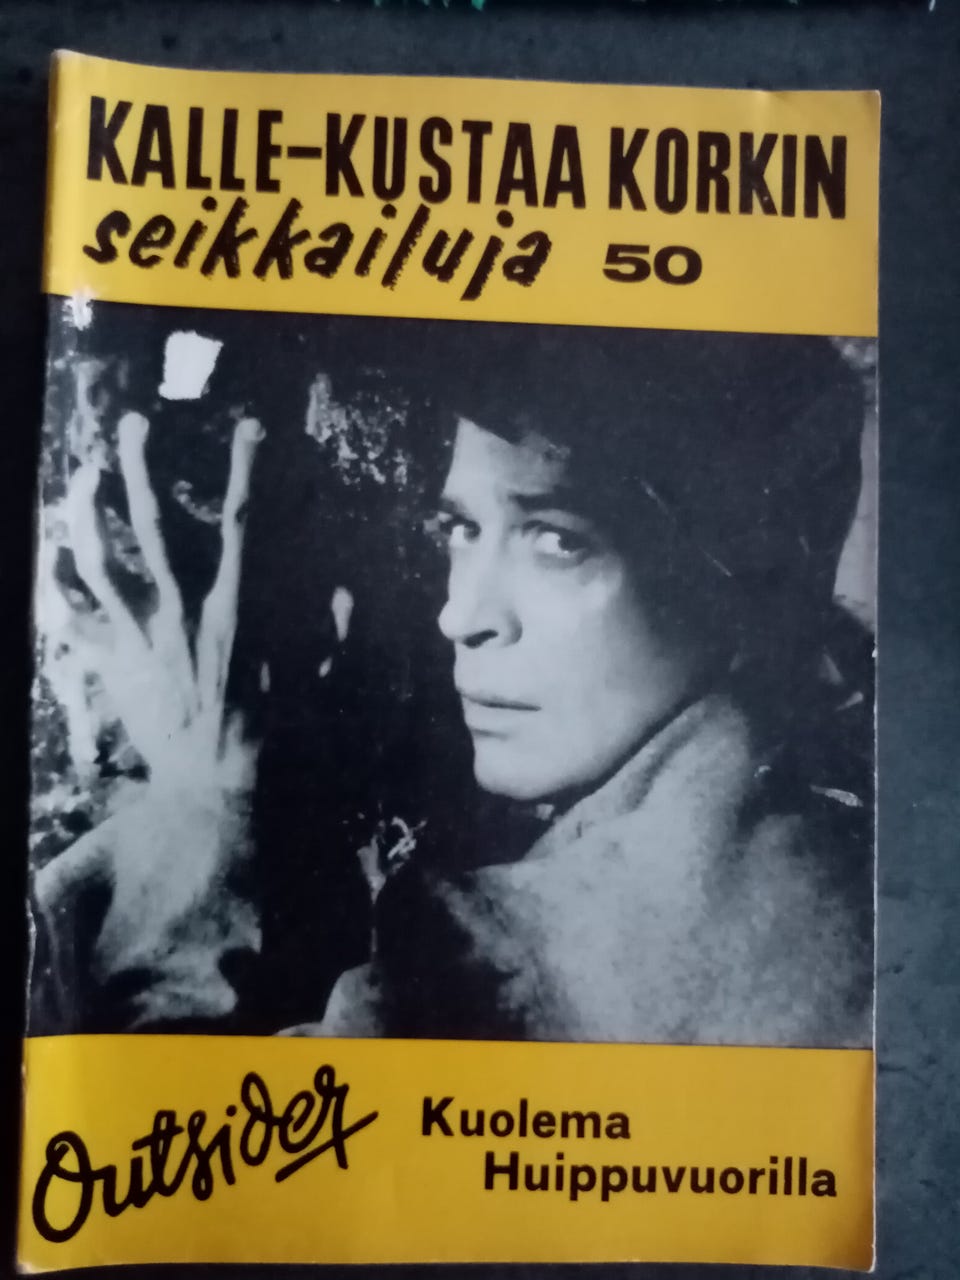 KALLE-KUSTAA KORKIN
seikkailuja 50
Outsider
Kuolema
Huippuvuorilla